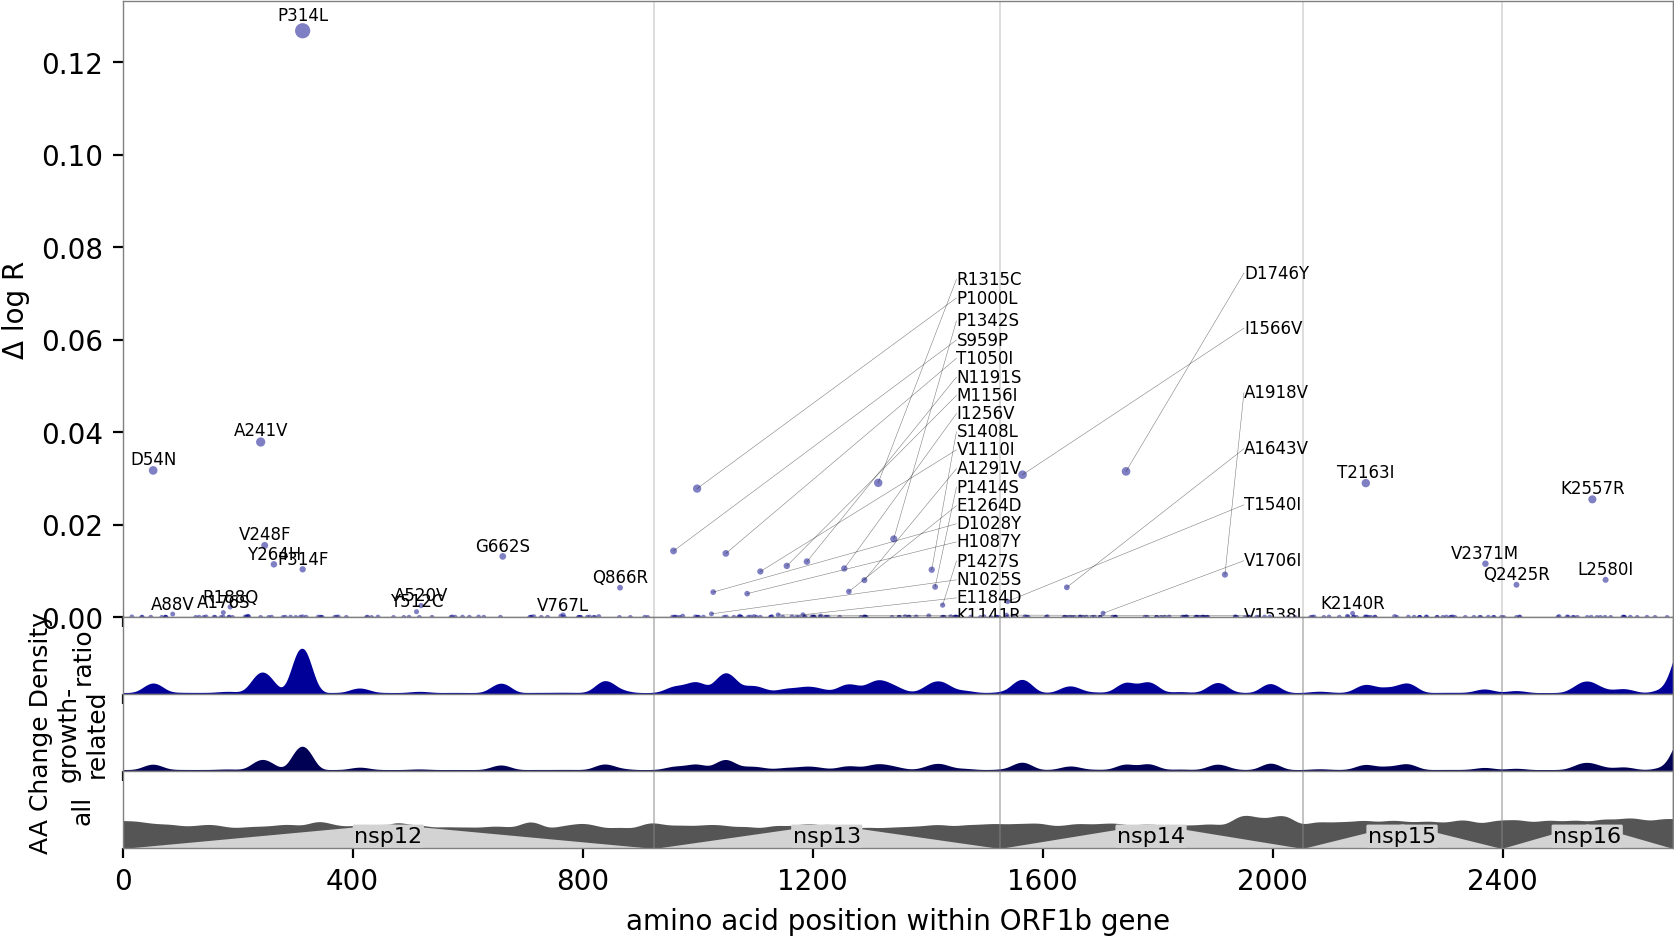 P314L
0.12
0.10
0.08
0.06
0.04
0.02
0.00
Δ log R
R1315C
P1000L
P1342S
S959P
T1050I
N1191S
M1156I
I1256V
S1408L
V1110I
A1291V
P1414S
E1264D
D1028Y
H1087Y
P1427S
N1025S
E1184D
K1141R
D1746Y
I1566V
A1918V
A1643V
T1540I
V1706I
V1538I
D54N
A241V
V248F
Y264H
P314F
A88V
A176S
R188Q
A520V
Y512C
G662S
V767L
Q866R
T2163I
K2557R
V2371M
Q2425R
L2580I
K2140R
AA Change Density
ratio
growth-
related
all
nsp12
nsp13
nsp14
nsp15
nsp16
0
400
800
1200
1600
2000
2400
amino acid position within ORF1b gene